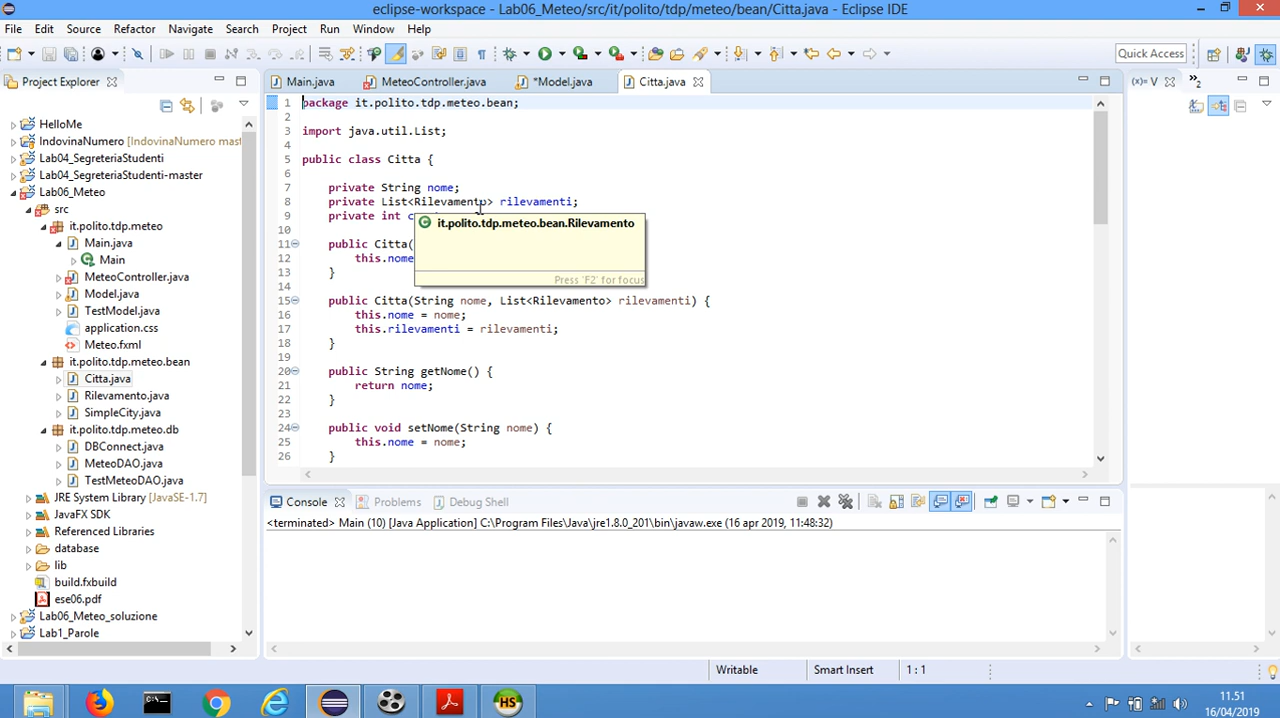 eclipse-workspace - Lab06_Meteo/src/it/polito/tdp/meteo/bean/Citta.java - Eclipse IDE
File Edit Source Refactor Navigate Search Project Run Window Help
Quick Access
Project Explorer
Main.java MeteoController.java *Model.java Citta.java
(x)= V
2
HelloMe
IndovinaNumero [IndovinaNumero mast
Lab04_SegreteriaStudenti
Lab04_SegreteriaStudenti-master
Lab06_Meteo
src
it.polito.tdp.meteo
Main.java
Main
MeteoController.java
Model.java
TestModel.java
application.css
Meteo.fxml
it.polito.tdp.meteo.bean
Citta.java
Rilevamento.java
SimpleCity.java
it.polito.tdp.meteo.db
DBConnect.java
MeteoDAO.java
TestMeteoDAO.java
JRE System Library [JavaSE-1.7]
JavaFX SDK
Referenced Libraries
database
lib
build.fxbuild
ese06.pdf
Lab06_Meteo_soluzione
Lab1_Parole
1 package it.polito.tdp.meteo.bean;
2
3 import java.util.List;
4
5 public class Citta {
6
7 private String nome;
8 private List<Rilevamento> rilevamenti;
9 private int c
it.polito.tdp.meteo.bean.Rilevamento
Press 'F2' for focus
10
11 public Citta(
12 this.nome
13 }
14
15 public Citta(String nome, List<Rilevamento> rilevamenti) {
16 this.nome = nome;
17 this.rilevamenti = rilevamenti;
18 }
19
20 public String getNome() {
21 return nome;
22 }
23
24 public void setNome(String nome) {
25 this.nome = nome;
26 }
Console Problems Debug Shell
<terminated> Main (10) [Java Application] C:\Program Files\Java\jre1.8.0_201\bin\javaw.exe (16 apr 2019, 11:48:32)
Writable Smart Insert 1 : 1
HS
11.51
16/04/2019